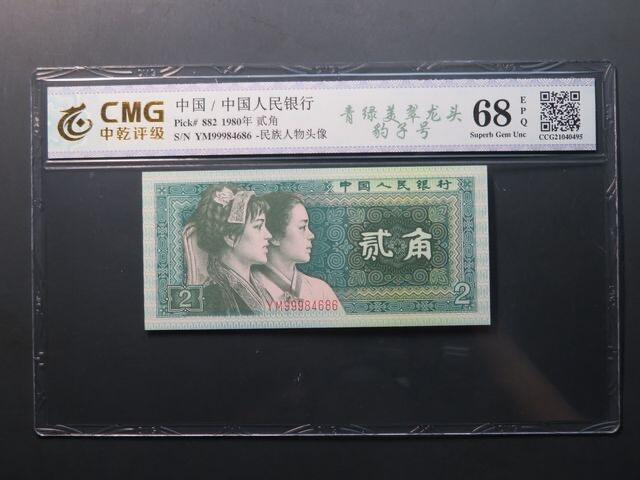 CMG
中乾评级
中国 / 中国人民银行
Pick# 882 1980年 贰角
S/N YM99984686 -民族人物头像
青绿美翠龙头
豹子号
68
EPQ
Superb Gem Unc
CCG21040495
中国人民银行
贰角
2
YM99984686
2